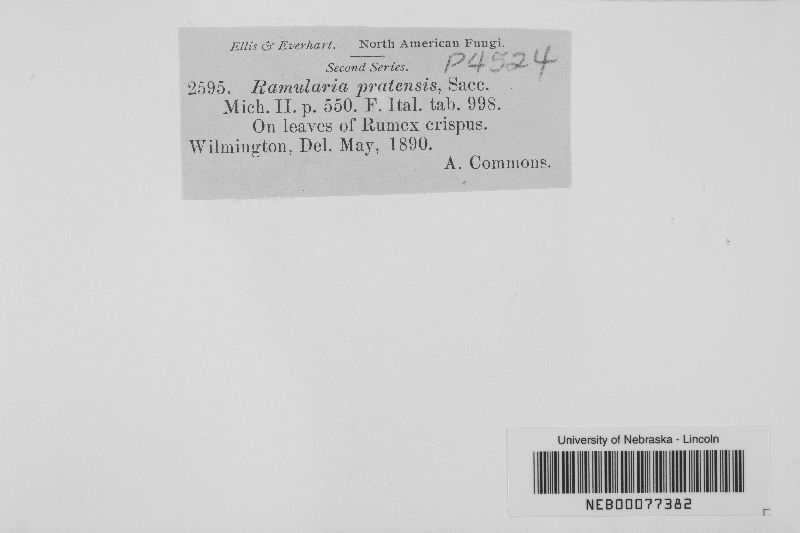 Ellis & Everhart. North American Fungi.
Second Series. P4524
2595. Ramularia pratensis, Sacc.
Mich. II. p. 550. F. Ital. tab. 998.
On leaves of Rumex crispus.
Wilmington, Del. May, 1890.
A. Commons.
University of Nebraska - Lincoln
NEB00077382